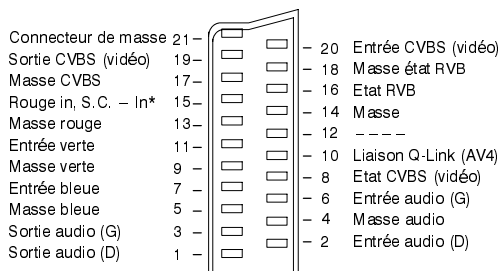 Connecteur de masse 21 –
Sortie CVBS (vidéo) 19 –
Masse CVBS 17 –
Rouge in, S.C. – In* 15 –
Masse rouge 13 –
Entrée verte 11 –
Masse verte 9 –
Entrée bleue 7 –
Masse bleue 5 –
Sortie audio (G) 3 –
Sortie audio (D) 1 –
– 20 Entrée CVBS (vidéo)
– 18 Masse état RVB
– 16 Etat RVB
– 14 Masse
– 12 – – – –
– 10 Liaison Q-Link (AV4)
– 8 Etat CVBS (vidéo)
– 6 Entrée audio (G)
– 4 Masse audio
– 2 Entrée audio (D)